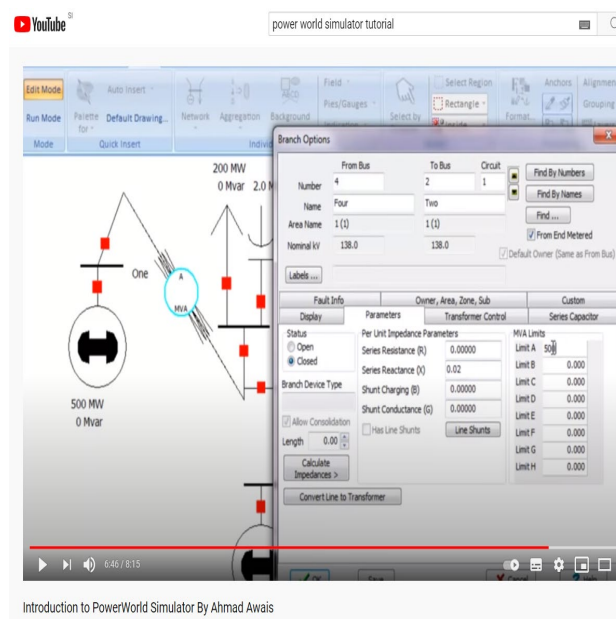 YouTube SI
power world simulator tutorial
Edit Mode
Run Mode
Mode
Auto Insert
Palette for
Default Drawing...
Quick Insert
Network
Aggregation
Background
Field
Pies/Gauges
Select by
Select Region
Rectangle
Format...
Anchors
Alignmen
Grouping
Branch Options
From Bus To Bus Circuit
Number 4 2 1
Find By Numbers
Name Four Two
Find By Names
Find ...
Area Name 1 (1) 1 (1)
From End Metered
Nominal kV 138.0 138.0
Default Owner (Same as From Bus)
Labels ...
Fault Info Owner, Area, Zone, Sub Custom
Display Parameters Transformer Control Series Capacitor
Status
Open
Closed
Branch Device Type
Allow Consolidation
Length 0.00
Calculate Impedances >
Convert Line to Transformer
Per Unit Impedance Parameters
Series Resistance (R) 0.00000
Series Reactance (X) 0.02
Shunt Charging (B) 0.00000
Shunt Conductance (G) 0.00000
Has Line Shunts Line Shunts
MVA Limits
Limit A
Limit B 0.000
Limit C 0.000
Limit D 0.000
Limit E 0.000
Limit F 0.000
Limit G 0.000
Limit H 0.000
200 MW
0 Mvar 2.0 M
One
A
MVA
500 MW
0 Mvar
6:46 / 8:15
Introduction to PowerWorld Simulator By Ahmad Awais